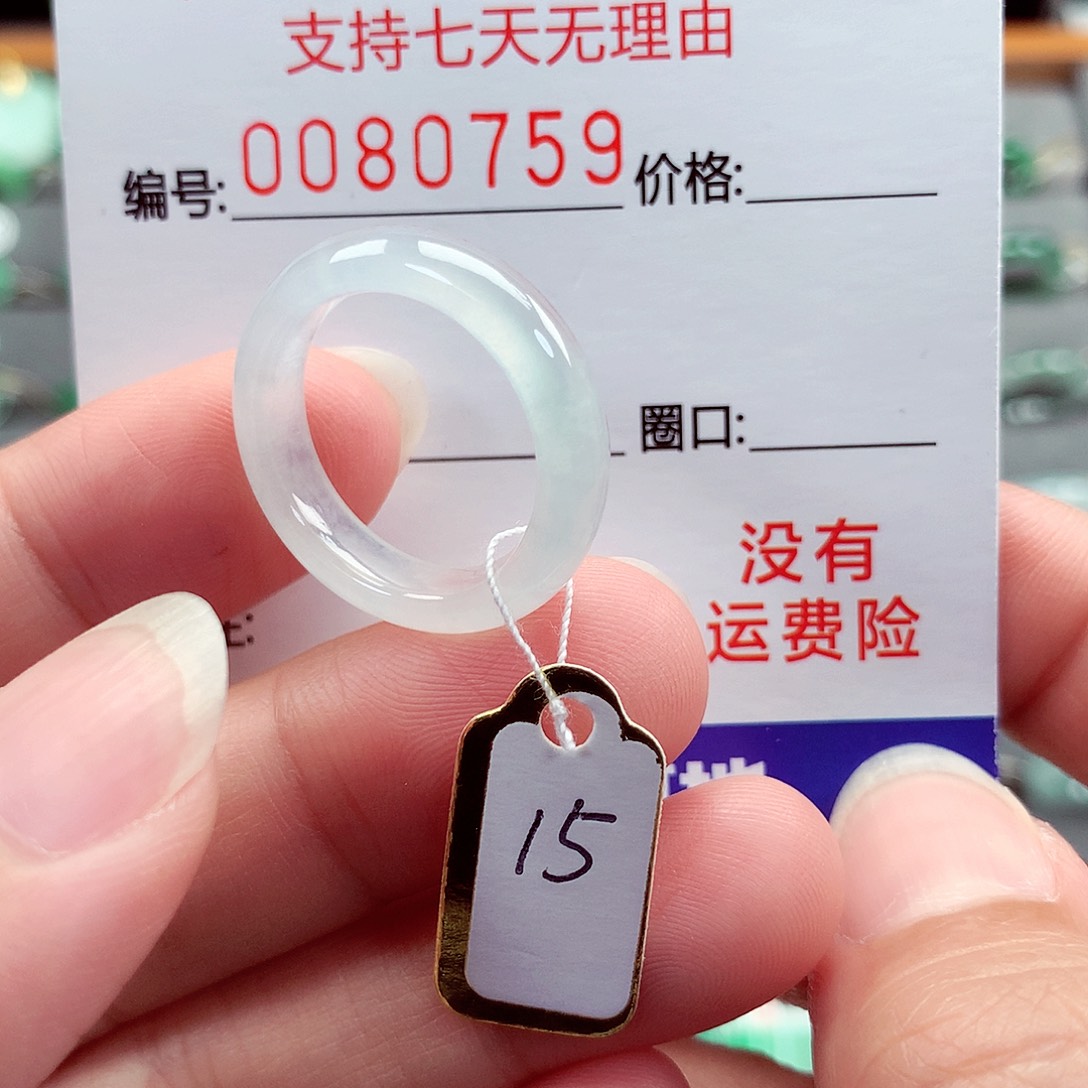 支持七天无理由
编号: 0080759 价格:
圈口:
没有
运费险
15